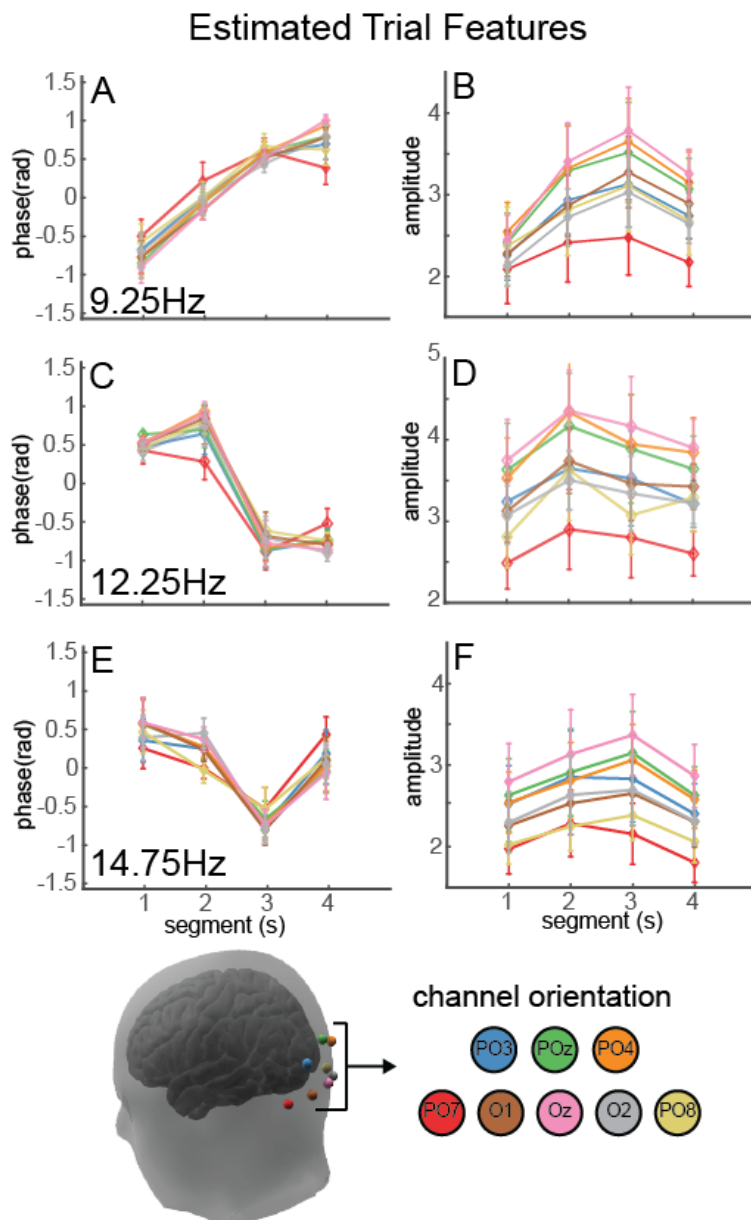 Estimated Trial Features
A
1.5
1
0.5
0
-0.5
-1
-1.5
phase(rad)
9.25Hz
B
4
3
2
amplitude
C
1.5
1
0.5
0
-0.5
-1
-1.5
phase(rad)
12.25Hz
D
5
4
3
2
amplitude
E
1.5
1
0.5
0
-0.5
-1
-1.5
phase(rad)
14.75Hz
1 2 3 4
segment (s)
F
4
3
2
amplitude
1 2 3 4
segment (s)
channel orientation
PO3 POz PO4
PO7 O1 Oz O2 PO8